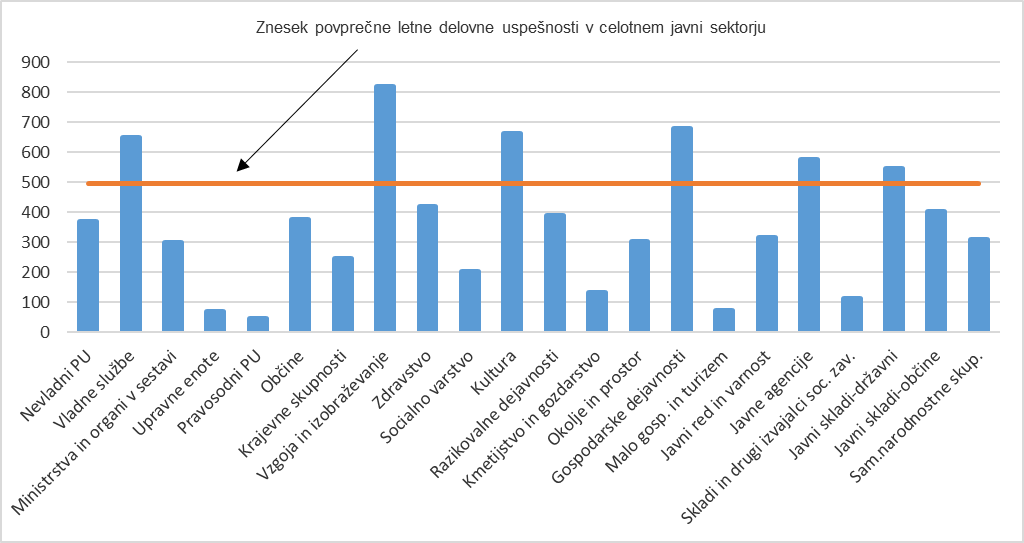 Znesek povprečne letne delovne uspešnosti v celotnem javni sektorju
900
800
700
600
500
400
300
200
100
0
Nevladni PU
Vladne službe
Ministrstva in organi v sestavi
Upravne enote
Pravosodni PU
Občine
Krajevne skupnosti
Vzgoja in izobraževanje
Zdravstvo
Socialno varstvo
Kultura
Razikovalne dejavnosti
Kmetijstvo in gozdarstvo
Okolje in prostor
Gospodarske dejavnosti
Malo gosp. in turizem
Javni red in varnost
Javne agencije
Skladi in drugi izvajalci soc. zav.
Javni skladi-državni
Javni skladi-občine
Sam.narodnostne skup.